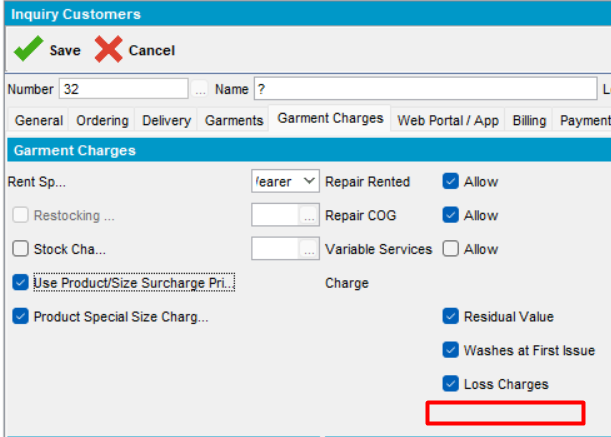 Inquiry Customers
Save Cancel
Number 32 ... Name ?
General Ordering Delivery Garments Garment Charges Web Portal / App Billing Payment
Garment Charges
Rent Sp... earer Repair Rented Allow
Restocking ... ... Repair COG Allow
Stock Cha... ... Variable Services Allow
Use Product/Size Surcharge Pri... Charge
Product Special Size Charg... Residual Value
Washes at First Issue
Loss Charges